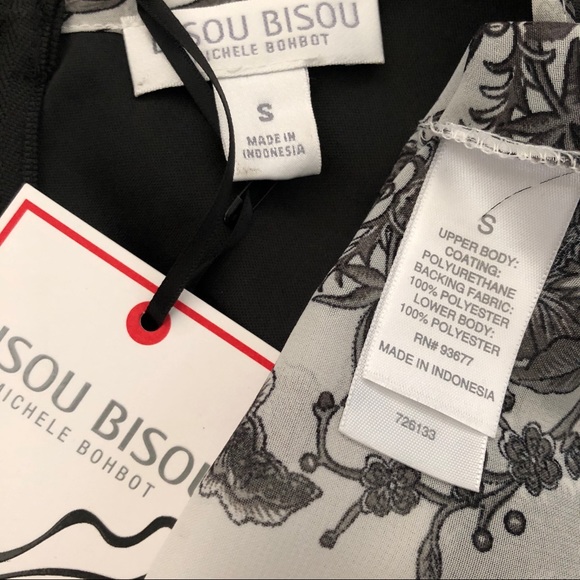 BISOU BISOU
MICHELE BOHBOT
S
MADE IN
INDONESIA
S
UPPER BODY:
COATING:
POLYURETHANE
BACKING FABRIC:
100% POLYESTER
LOWER BODY:
100% POLYESTER
RN# 93677
MADE IN INDONESIA
726133
BISOU BISOU
MICHELE BOHBOT